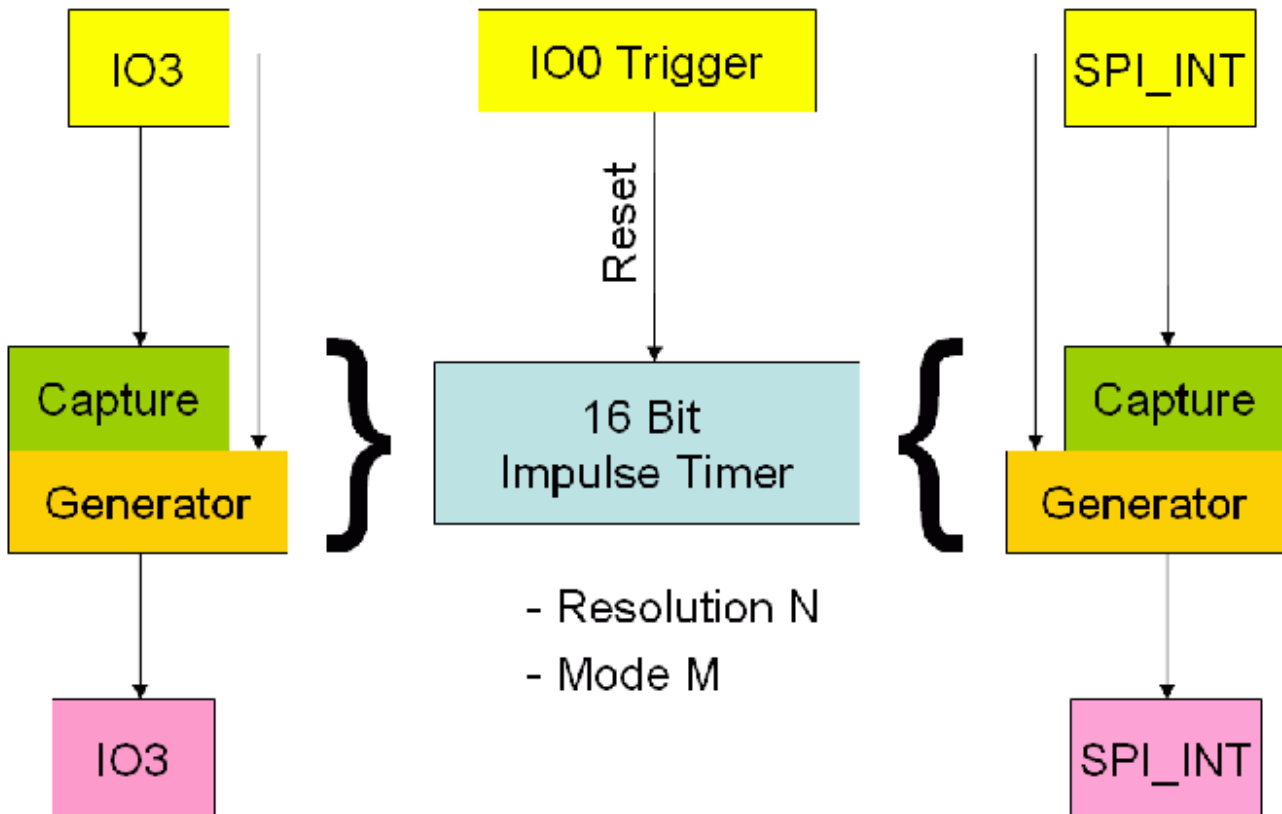 IO3
IO0 Trigger
SPI_INT
Reset
Capture
Generator
16 Bit
Impulse Timer
Capture
Generator
- Resolution N
- Mode M
IO3
SPI_INT